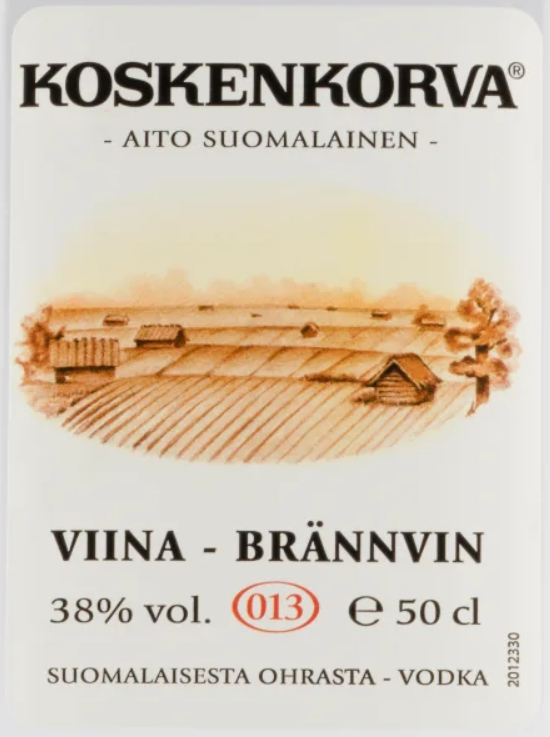 KOSKENKORVA®
- AITO SUOMALAINEN -
VIINA - BRÄNNVIN
38% vol. 013 ℮ 50 cl
SUOMALAISESTA OHRASTA - VODKA
2012330